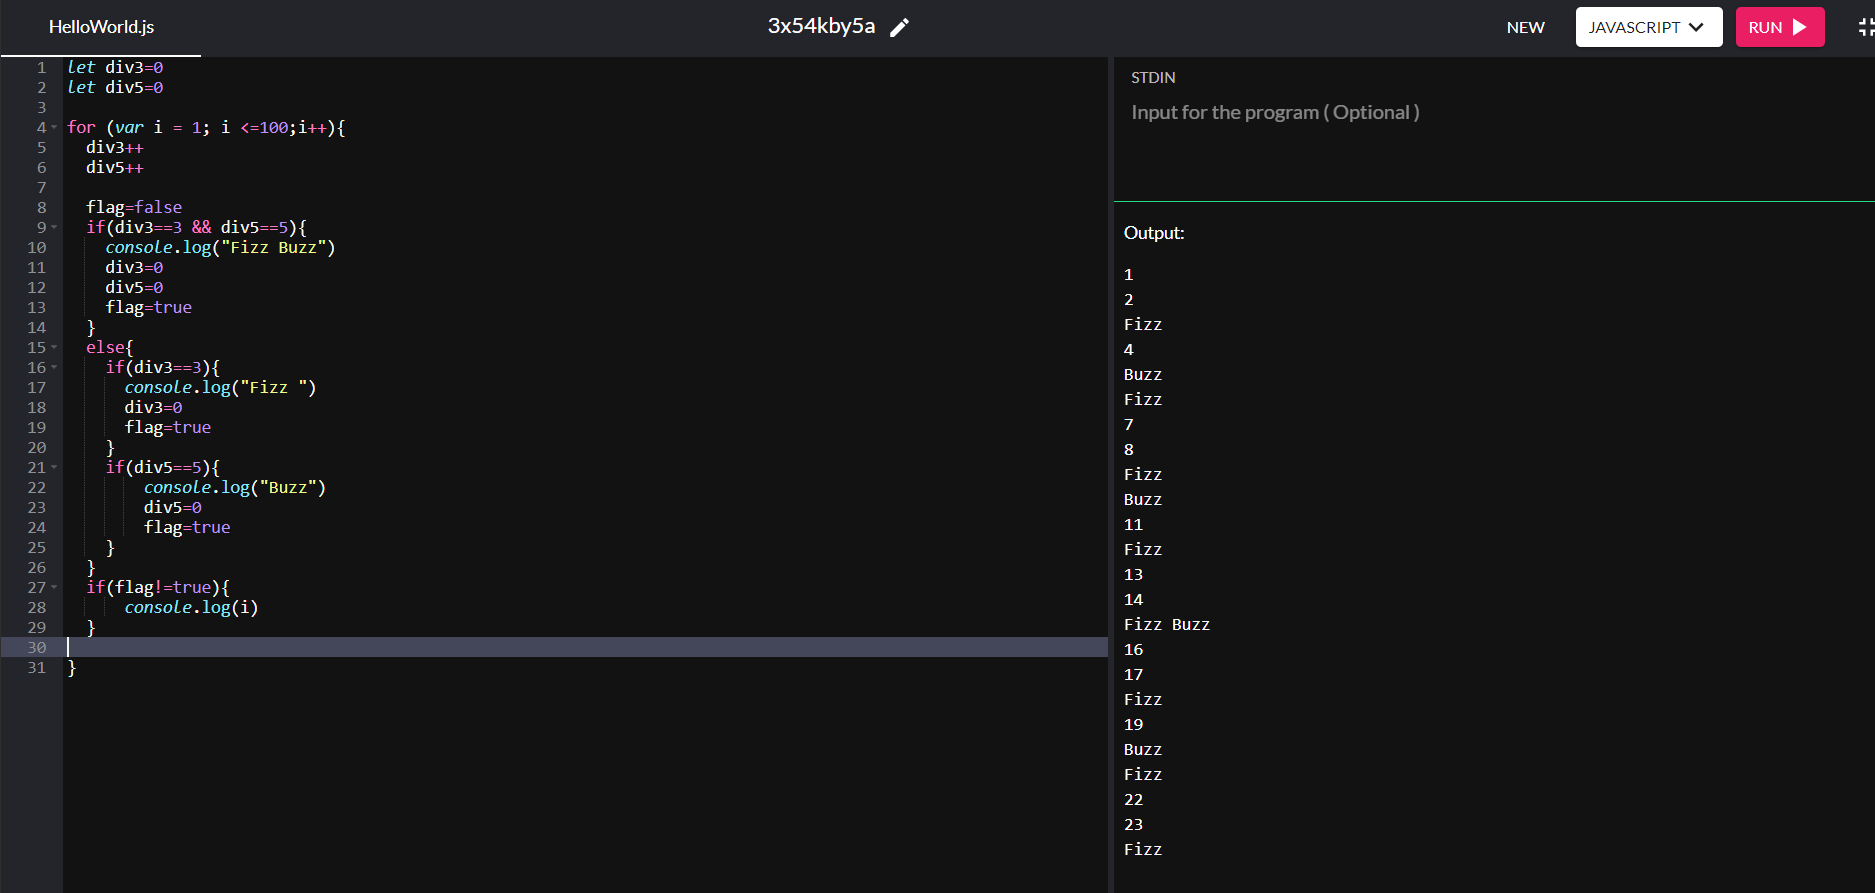 HelloWorld.js
3x54kby5a
NEW
JAVASCRIPT
RUN
1 let div3=0
2 let div5=0
3
4 for (var i = 1; i <=100;i++){
5 div3++
6 div5++
7
8 flag=false
9 if(div3==3 && div5==5){
10 console.log("Fizz Buzz")
11 div3=0
12 div5=0
13 flag=true
14 }
15 else{
16 if(div3==3){
17 console.log("Fizz ")
18 div3=0
19 flag=true
20 }
21 if(div5==5){
22 console.log("Buzz")
23 div5=0
24 flag=true
25 }
26 }
27 if(flag!=true){
28 console.log(i)
29 }
30
31 }
STDIN
Input for the program ( Optional )
Output:
1
2
Fizz
4
Buzz
Fizz
7
8
Fizz
Buzz
11
Fizz
13
14
Fizz Buzz
16
17
Fizz
19
Buzz
Fizz
22
23
Fizz